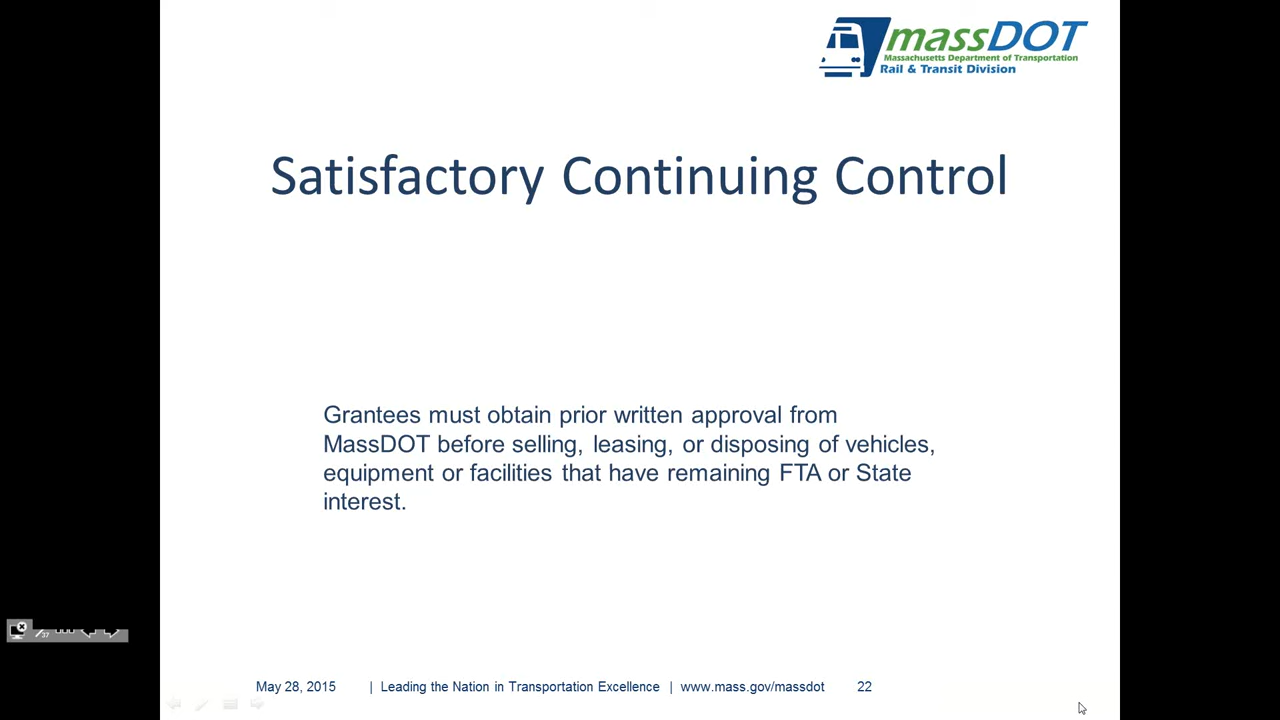 massDOT
Massachusetts Department of Transportation
Rail & Transit Division
Satisfactory Continuing Control
Grantees must obtain prior written approval from
MassDOT before selling, leasing, or disposing of vehicles,
equipment or facilities that have remaining FTA or State
interest.
37
May 28, 2015 | Leading the Nation in Transportation Excellence | www.mass.gov/massdot 22